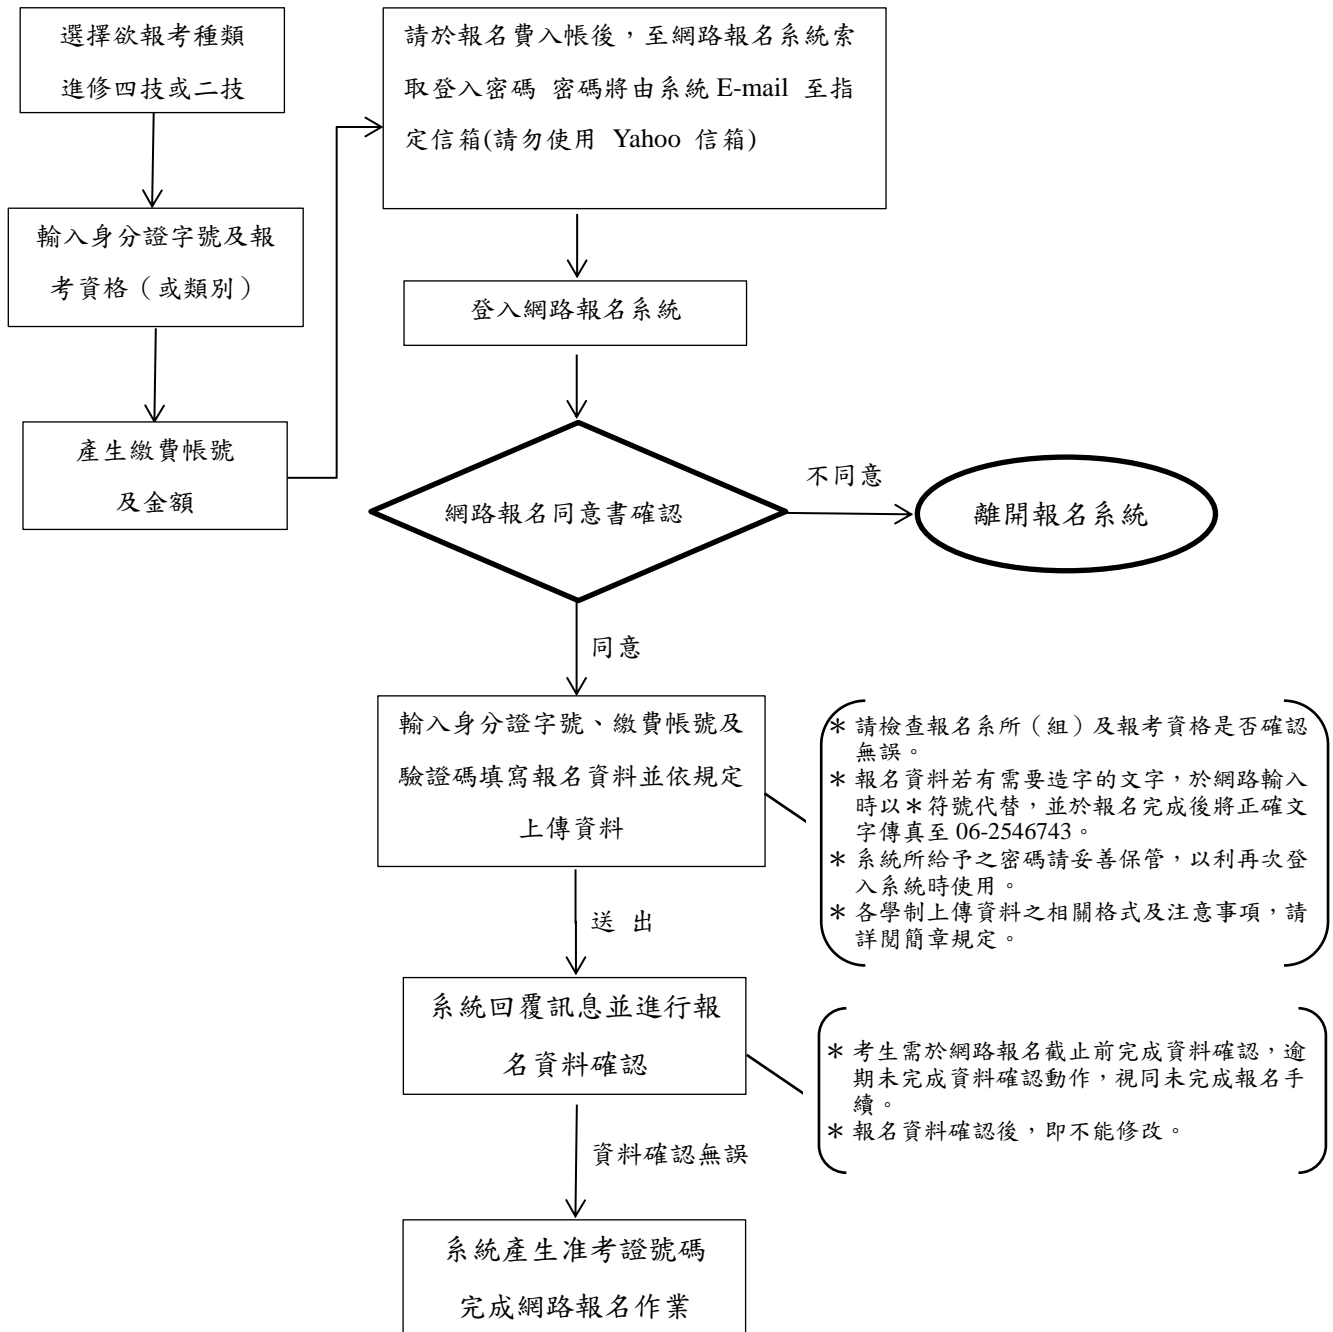 選擇欲報考種類
進修四技或二技
輸入身分證字號及報
考資格（或類別）
產生繳費帳號
及金額
請於報名費入帳後，至網路報名系統索
取登入密碼 密碼將由系統 E-mail 至指
定信箱(請勿使用 Yahoo 信箱)
登入網路報名系統
網路報名同意書確認
不同意
離開報名系統
同意
輸入身分證字號、繳費帳號及
驗證碼填寫報名資料並依規定
上傳資料
＊請檢查報名系所（組）及報考資格是否確認
無誤。
＊報名資料若有需要造字的文字，於網路輸入
時以＊符號代替，並於報名完成後將正確文
字傳真至 06-2546743。
＊系統所給予之密碼請妥善保管，以利再次登
入系統時使用。
＊各學制上傳資料之相關格式及注意事項，請
詳閱簡章規定。
送 出
系統回覆訊息並進行報
名資料確認
＊考生需於網路報名截止前完成資料確認，逾
期未完成資料確認動作，視同未完成報名手
續。
＊報名資料確認後，即不能修改。
資料確認無誤
系統產生准考證號碼
完成網路報名作業